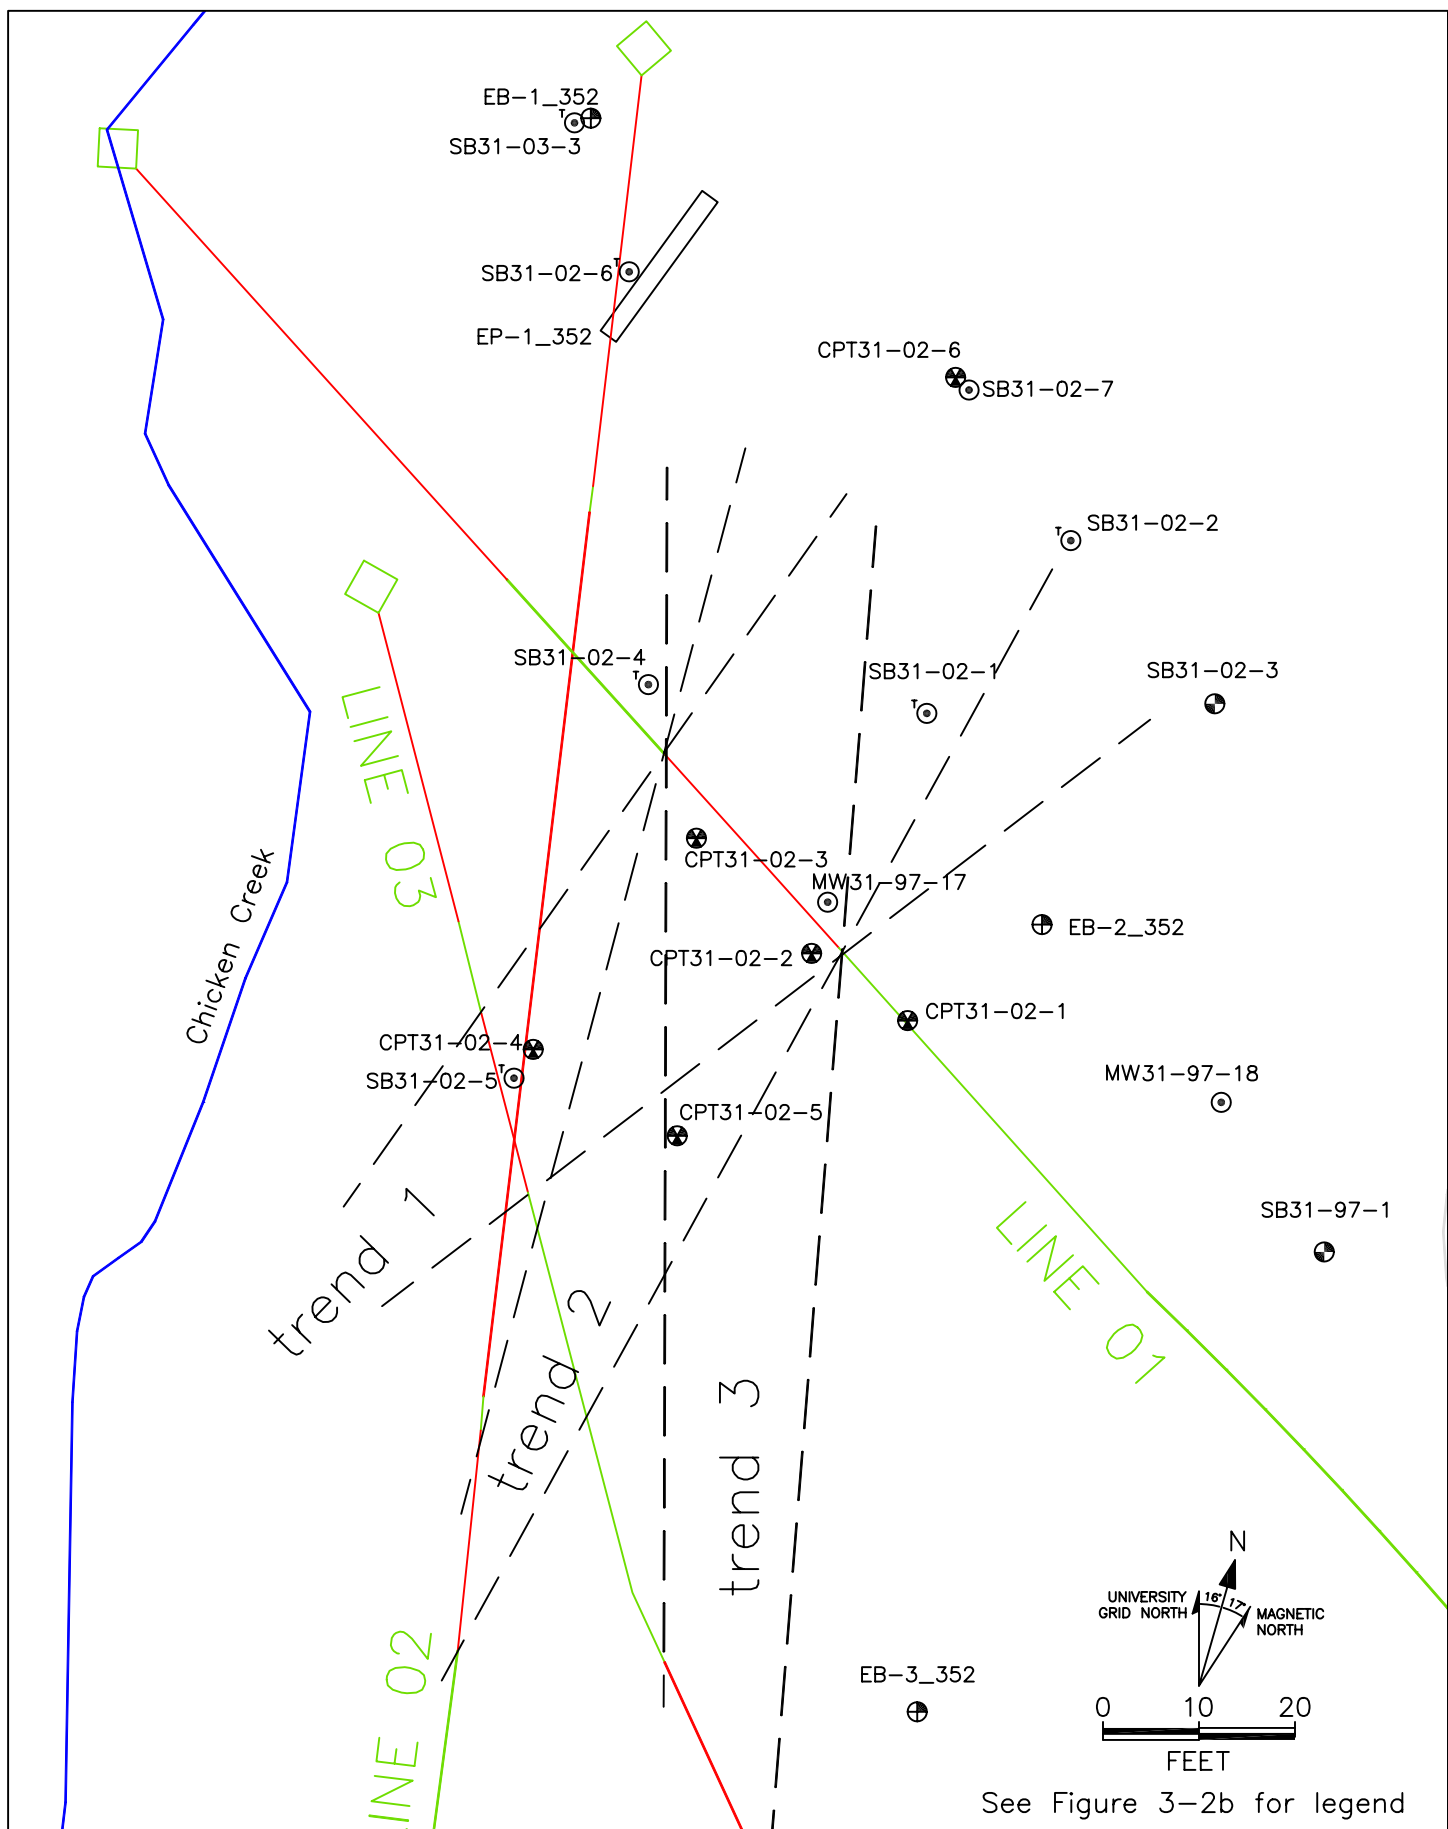 EB-1_352
T
SB31-03-3
T
SB31-02-6
EP-1_352
CPT31-02-6
SB31-02-7
T
SB31-02-2
SB31-02-4
T
SB31-02-1
T
SB31-02-3
LINE 03
CPT31-02-3
MW31-97-17
EB-2_352
CPT31-02-2
Chicken Creek
CPT31-02-1
CPT31-02-4
T
SB31-02-5
MW31-97-18
CPT31-02-5
SB31-97-1
trend 1
LINE 01
trend 2
trend 3
N
UNIVERSITY
GRID NORTH
16°
17°
MAGNETIC
NORTH
INE 02
EB-3_352
0 10 20
FEET
See Figure 3-2b for legend